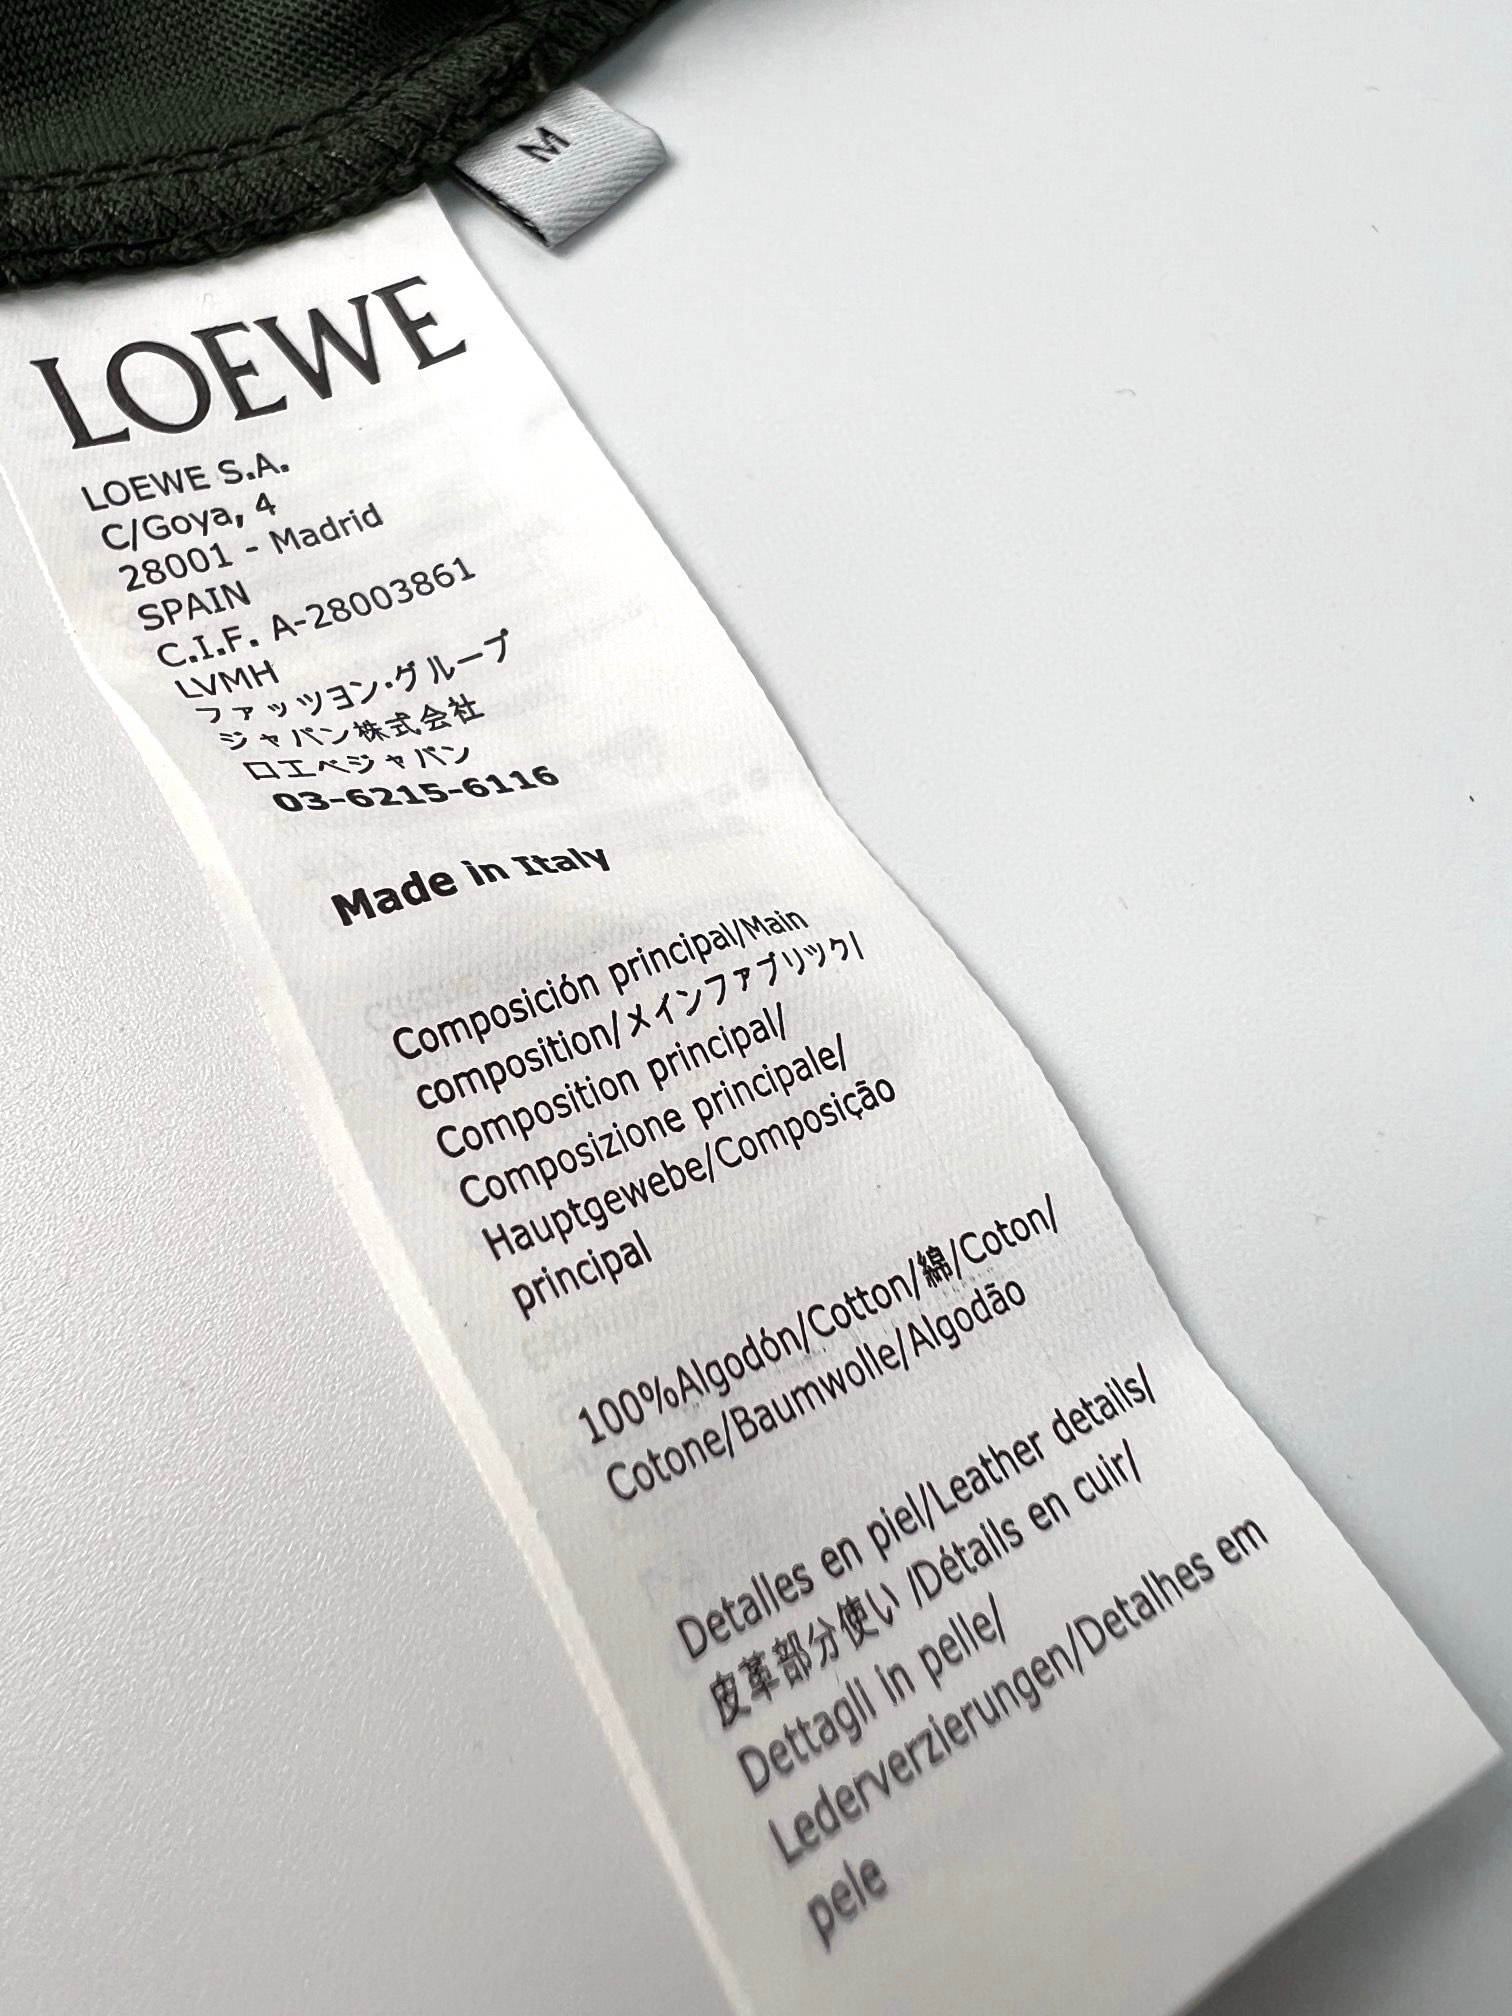 M
LOEWE
LOEWE S.A.
C/Goya, 4
28001 - Madrid
SPAIN
C.I.F. A-28003861
LVMH
ファッツヨン・グループ
ジャパン株式会社
ロエベジャパン
03-6215-6116
Made in Italy
Composición principal/Main
composition/メインファブリック/
Composition principal/
Composizione principale/
Hauptgewebe/Composição
principal
100%Algodón/Cotton/綿/Coton/
Cotone/Baumwolle/Algodão
Detalles en piel/Leather details/
皮革部分使い /Détails en cuir/
Dettagli in pelle/
Lederverzierungen/Detalhes em
pele